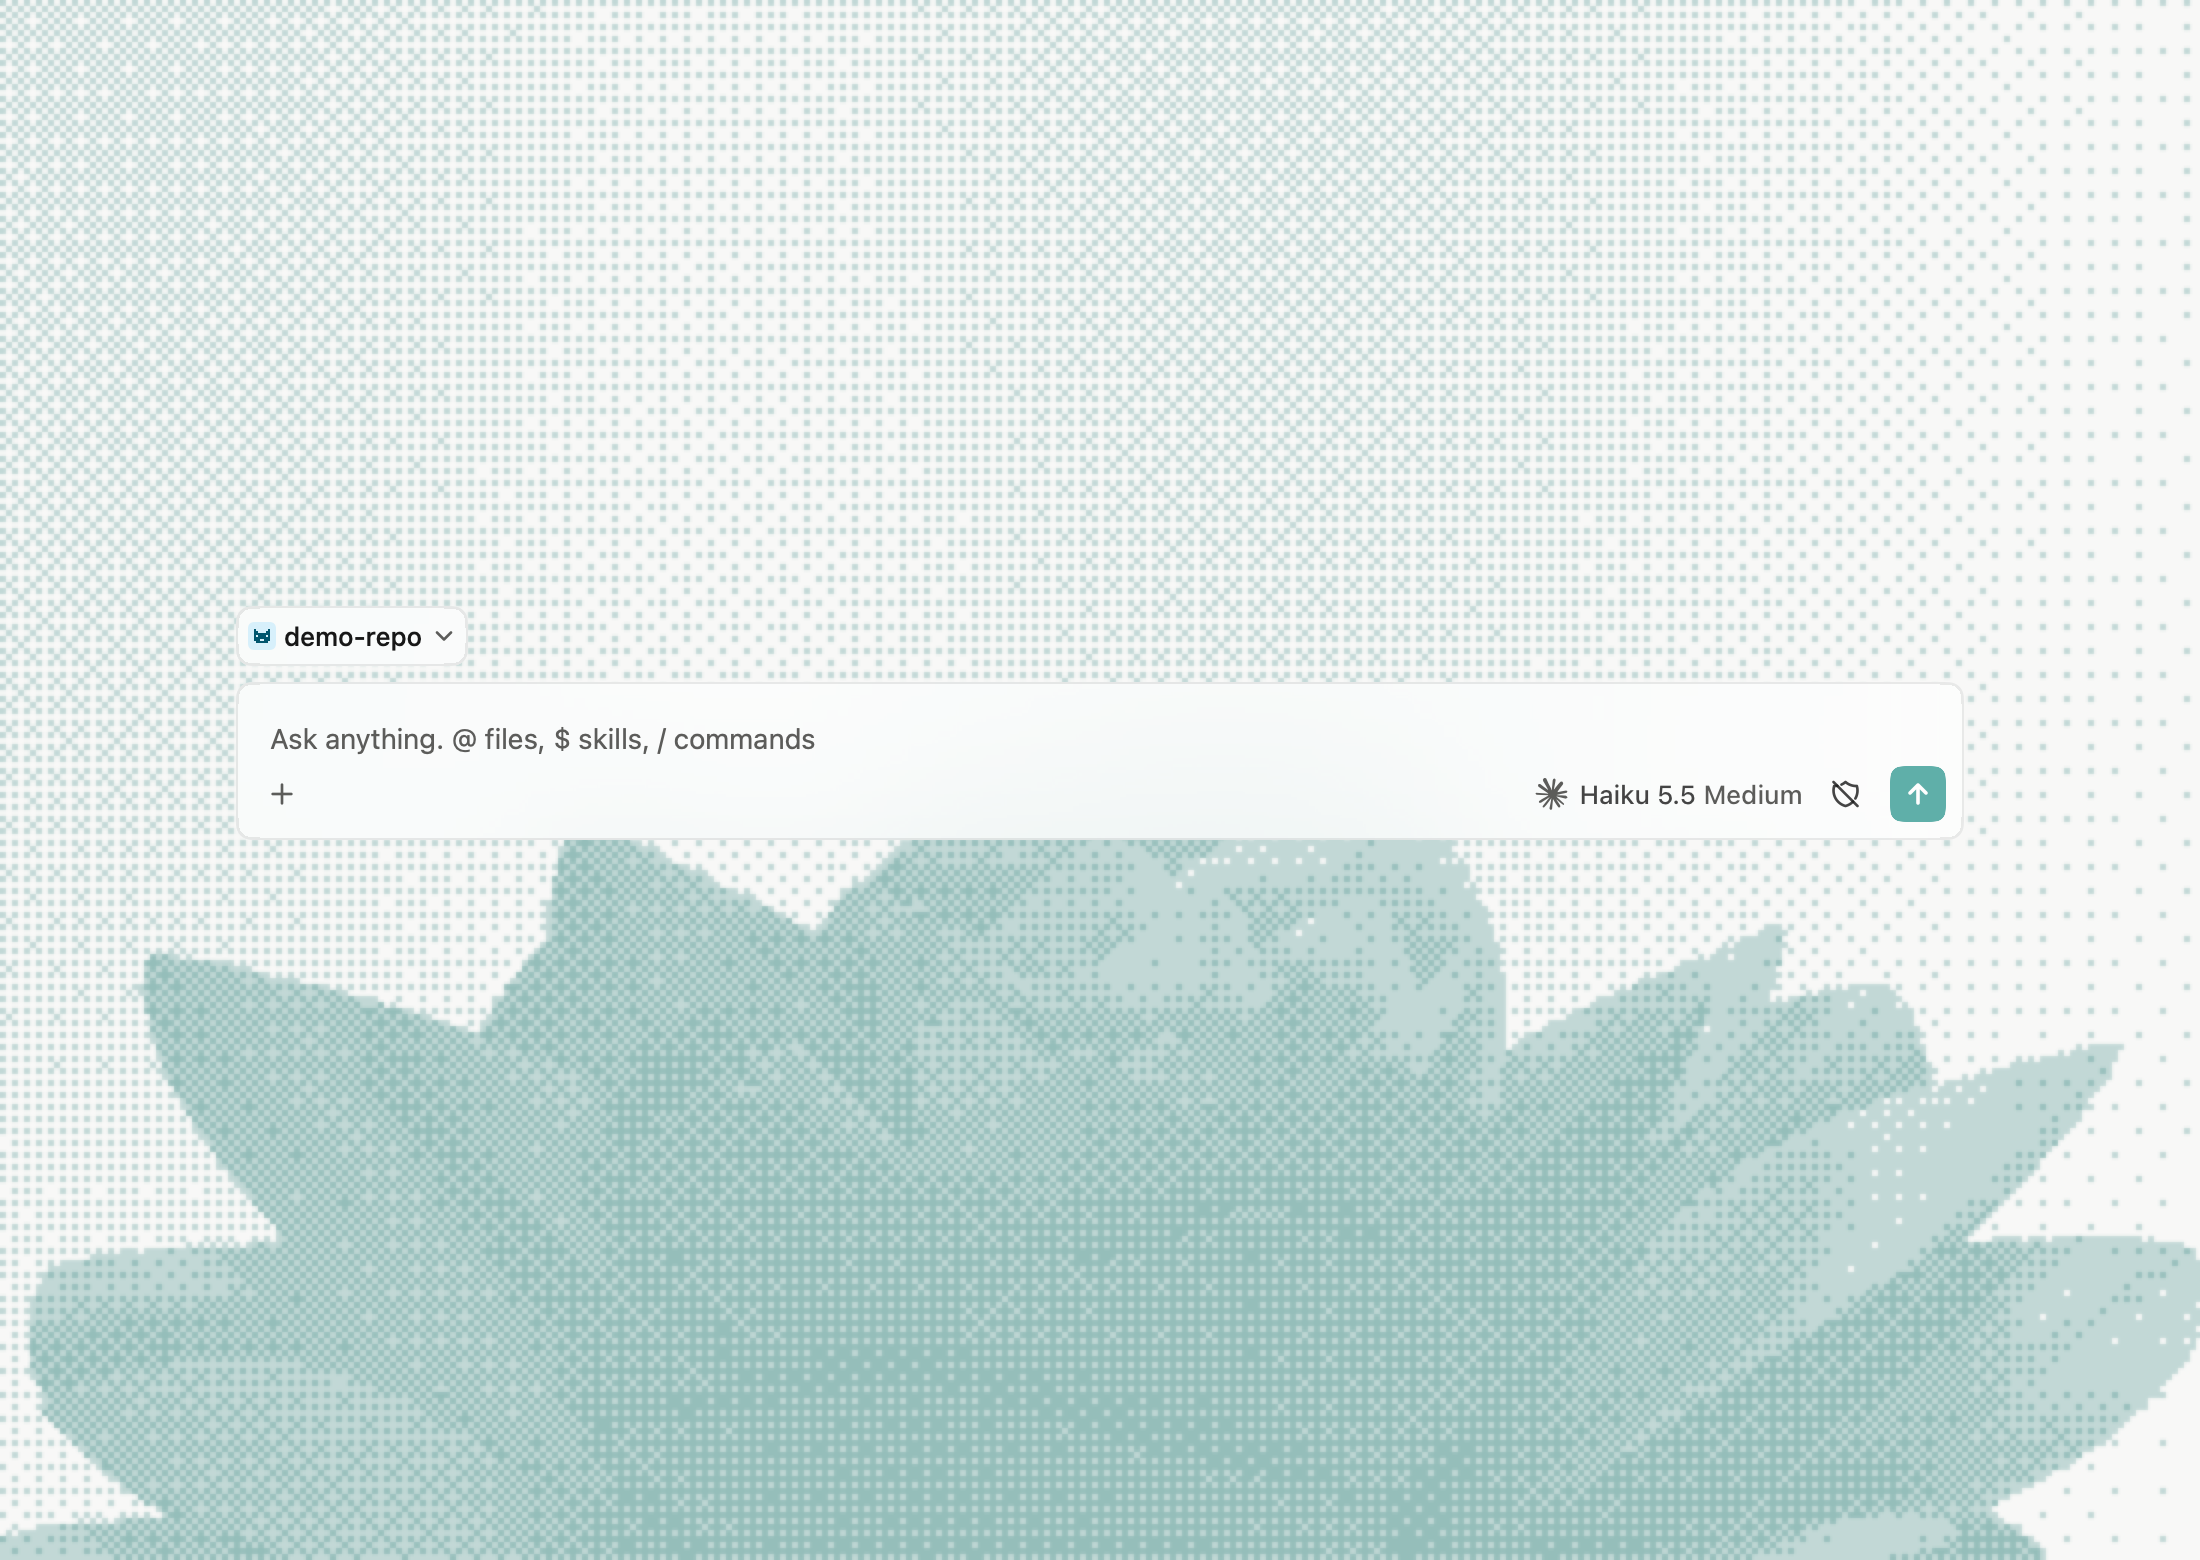 demo-repo
Ask anything. @ files, $ skills, / commands
Haiku 5.5 Medium